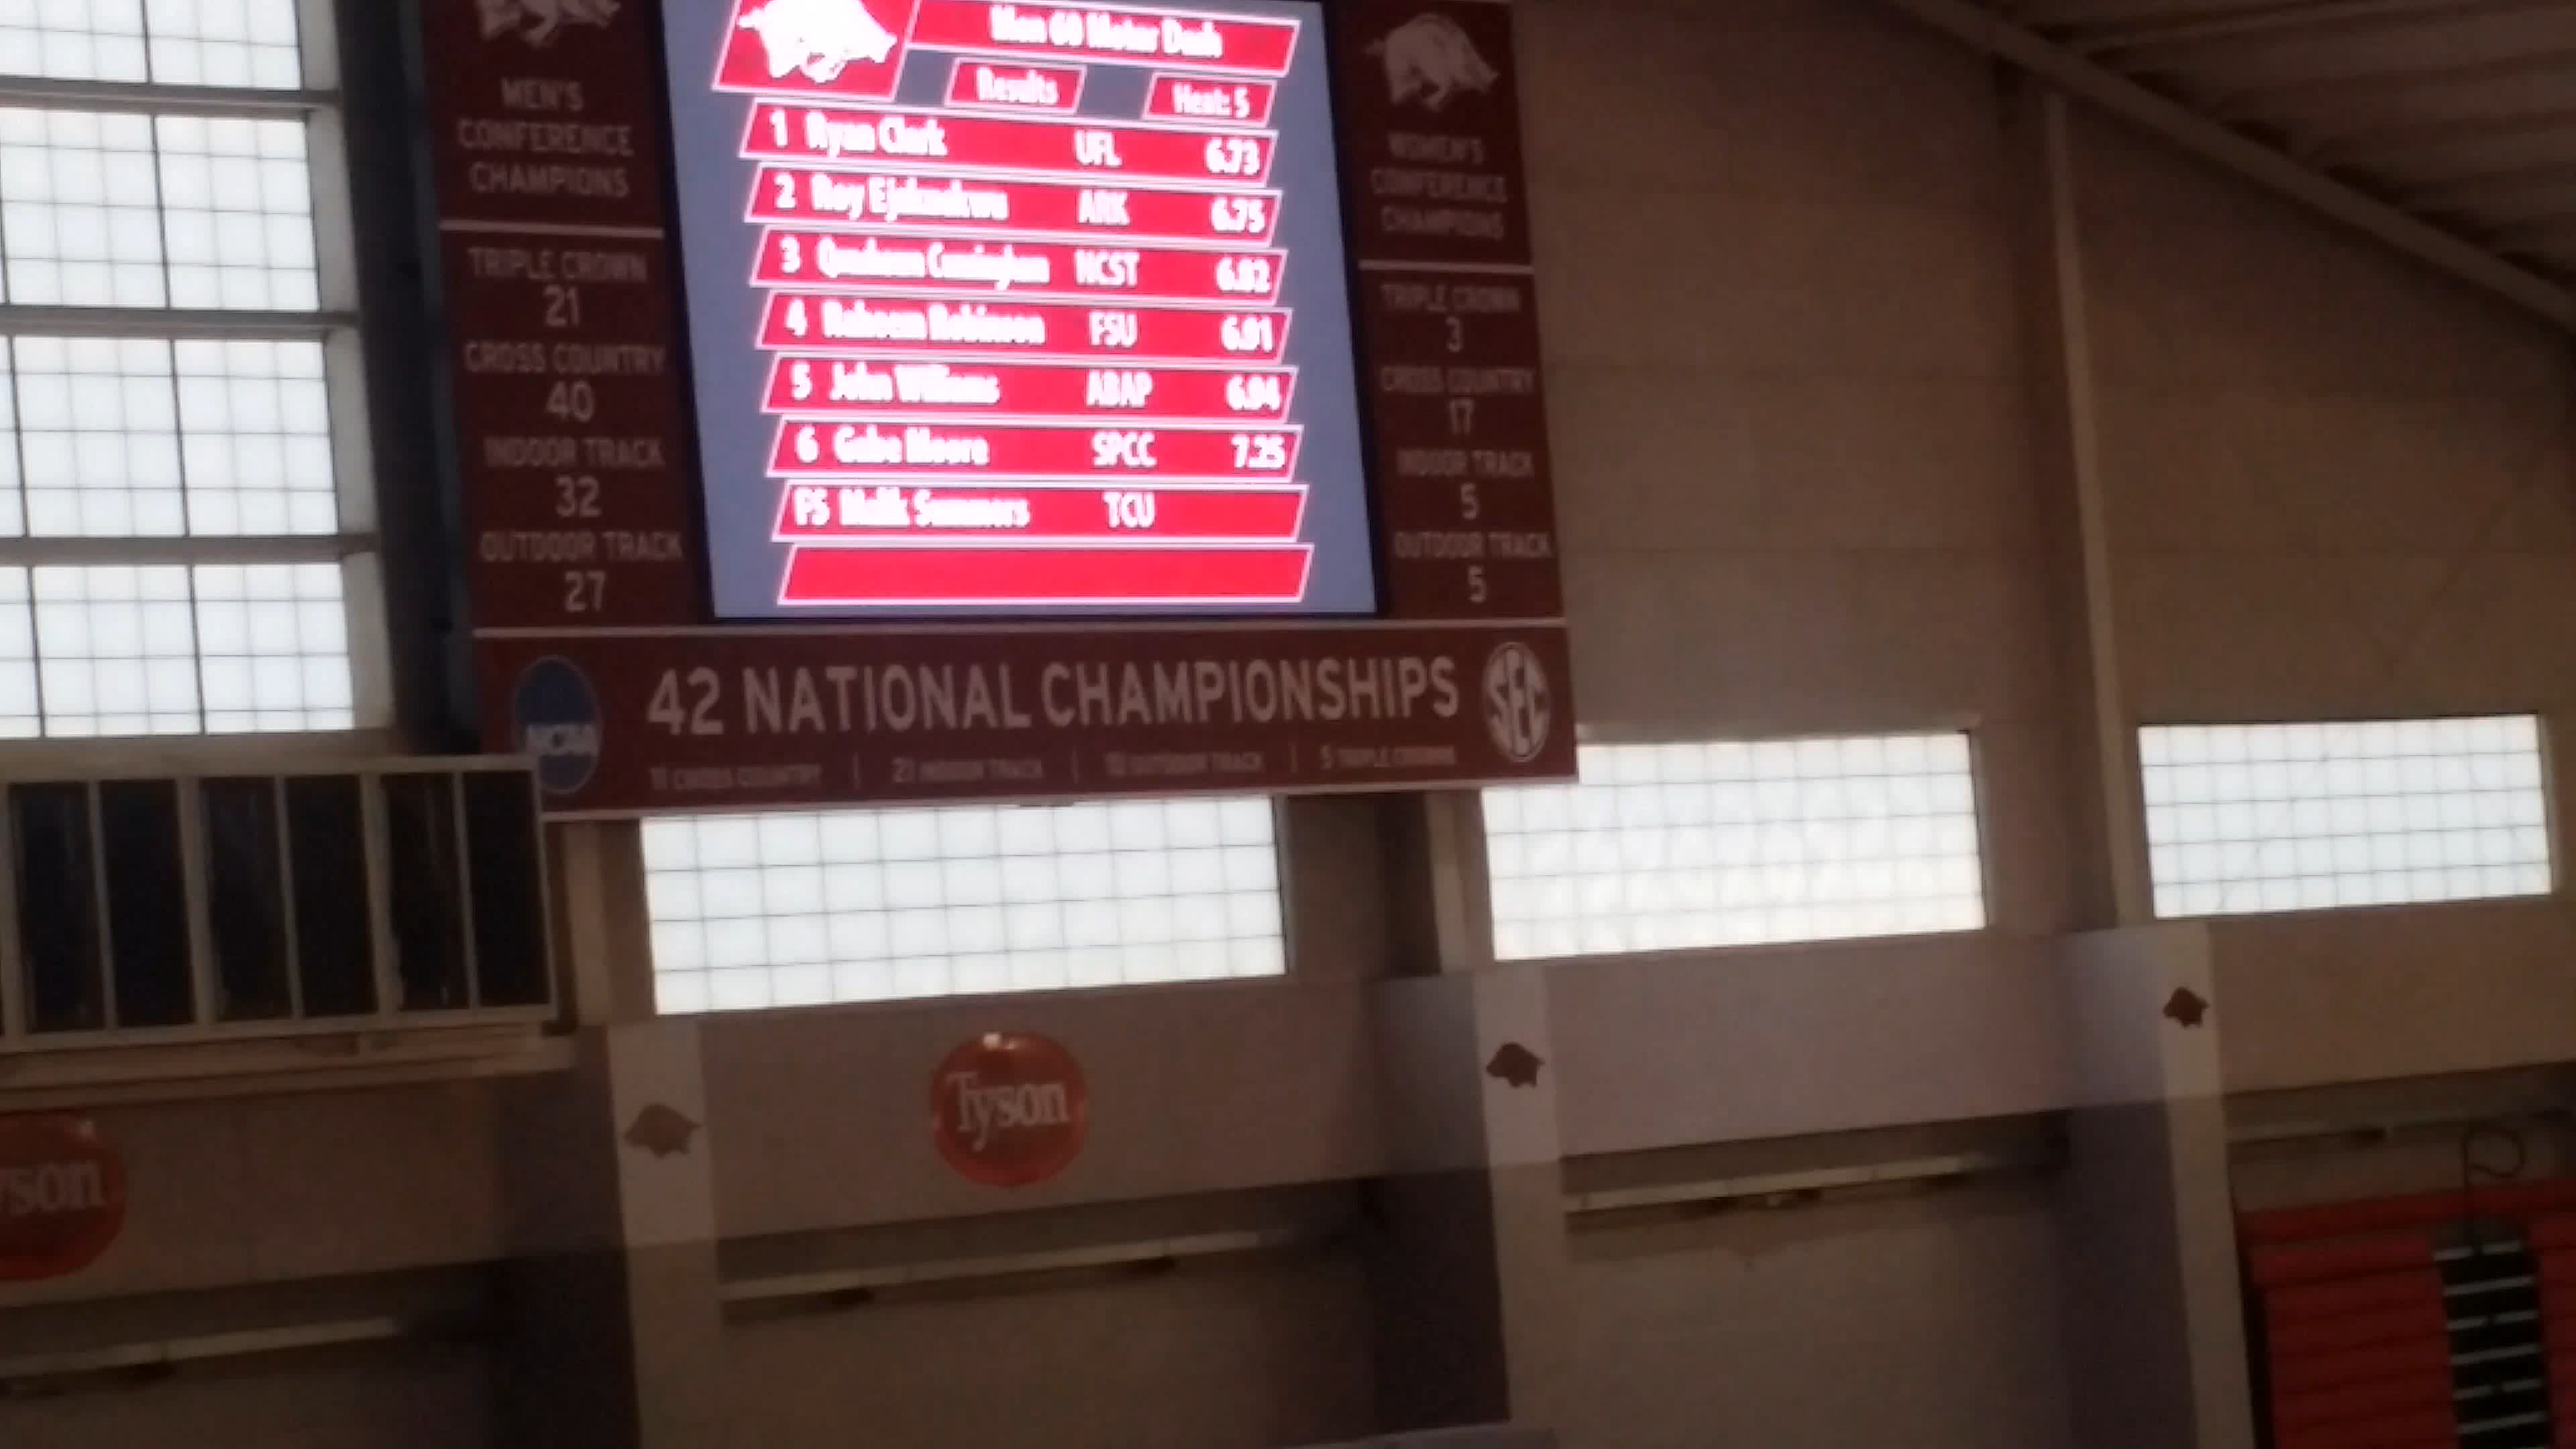 Men 60 Meter Dash
Results Heat: 5
1 Ryan Clark UFL 6.73
2 Roy Ejiakuekwu ARK 6.75
3 NCST 6.82
4 Raheem Robinson FSU 6.91
5 John Williams ABAP 6.94
6 Gabe Moore SPCC 7.25
FS Malik Summers TCU
MEN'S
CONFERENCE
CHAMPIONS
TRIPLE CROWN
21
CROSS COUNTRY
40
INDOOR TRACK
32
OUTDOOR TRACK
27
WOMEN'S
CONFERENCE
CHAMPIONS
TRIPLE CROWN
3
CROSS COUNTRY
17
INDOOR TRACK
5
OUTDOOR TRACK
5
NCAA
42 NATIONAL CHAMPIONSHIPS
SEC
11 CROSS COUNTRY | 21 INDOOR TRACK | 10 OUTDOOR TRACK | 5 TRIPLE CROWNS
Tyson
yson